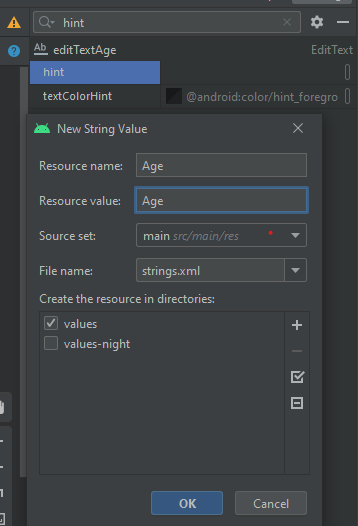 hint
Ab editTextAge EditText
hint
textColorHint @android:color/hint_foregro
New String Value
Resource name: Age
Resource value: Age
Source set: main src/main/res *
File name: strings.xml
Create the resource in directories:
values
values-night
OK Cancel